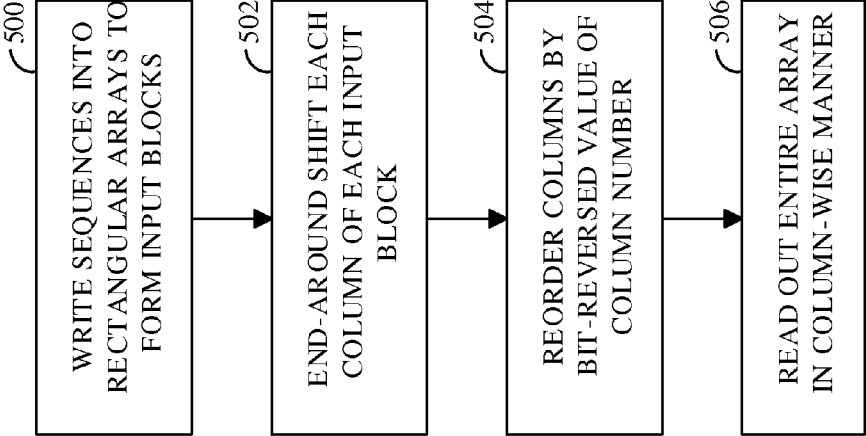 500
WRITE SEQUENCES INTO
RECTANGULAR ARRAYS TO
FORM INPUT BLOCKS
502
END-AROUND SHIFT EACH
COLUMN OF EACH INPUT
BLOCK
504
REORDER COLUMNS BY
BIT-REVERSED VALUE OF
COLUMN NUMBER
506
READ OUT ENTIRE ARRAY
IN COLUMN-WISE MANNER